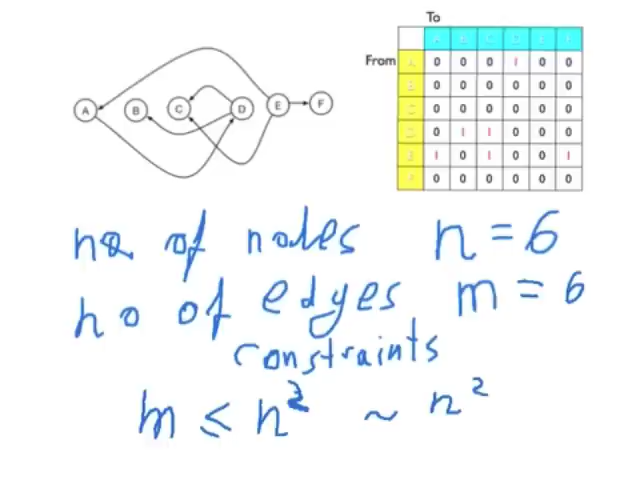 To
A B C D E F
From A 0 0 0 1 0 0
B 0 0 0 0 0 0
C 0 0 0 0 0 0
D 0 1 1 0 0 0
E 1 0 1 0 0 1
F 0 0 0 0 0 0
A B C D E F
no of nodes n = 6
no of edges m = 6
constraints
m ≤ n² ~ n²